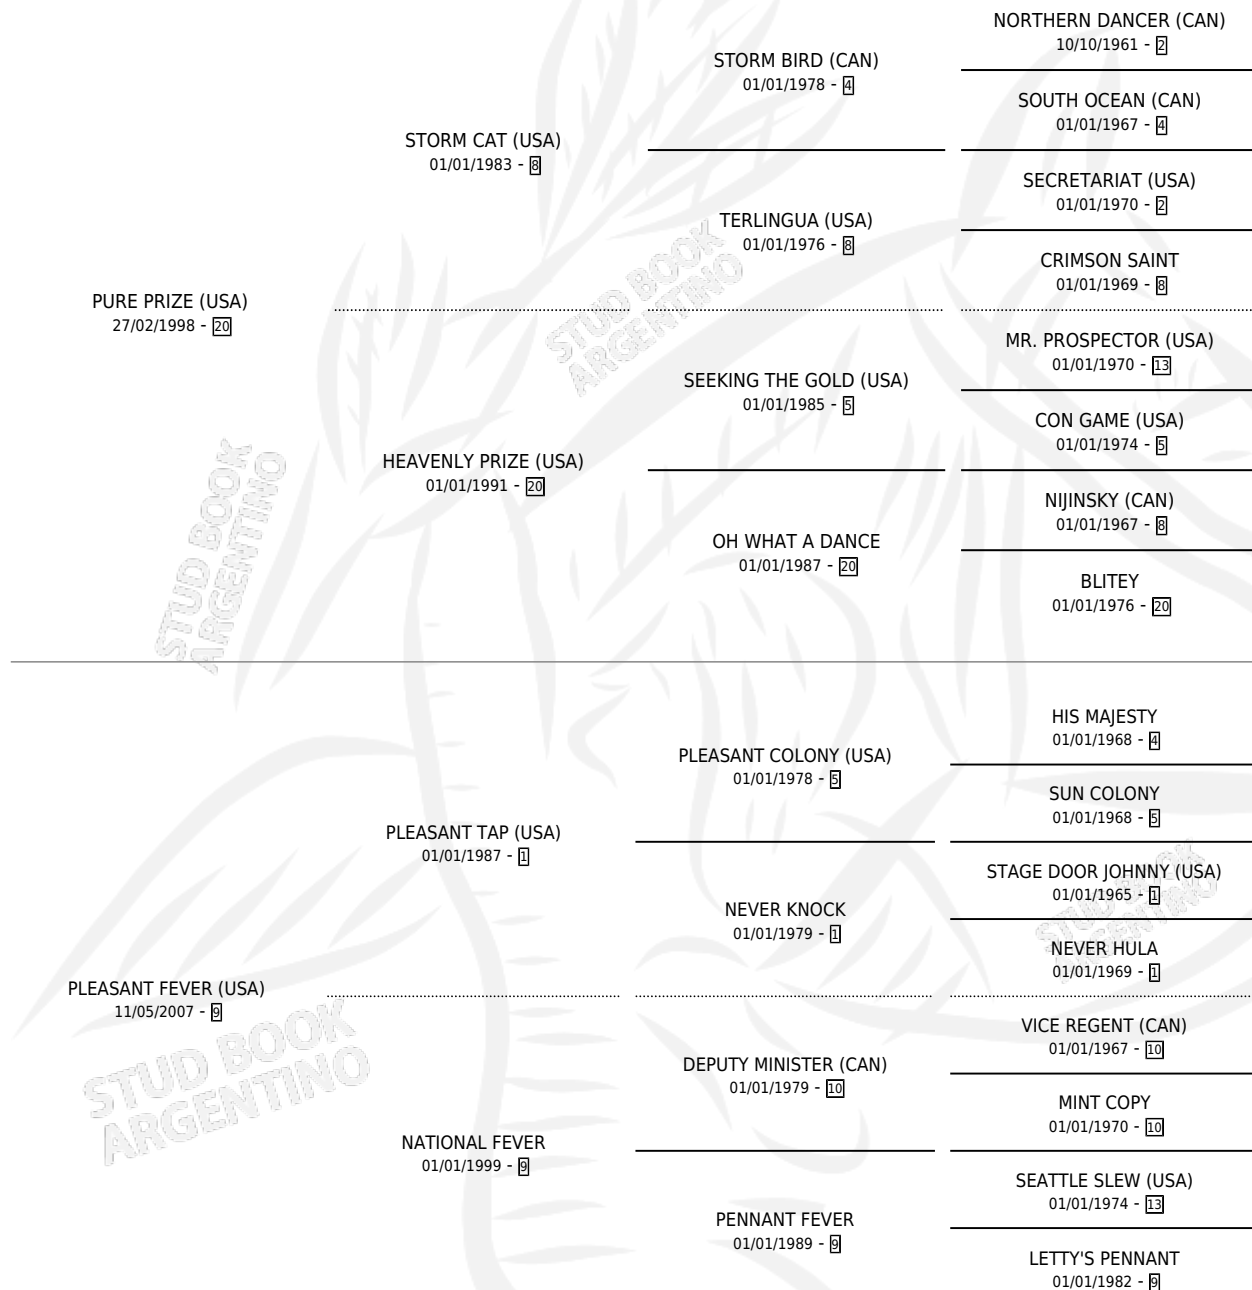 NORTHERN DANCER (CAN)
10/10/1961 - 2
STORM BIRD (CAN)
01/01/1978 - 4
SOUTH OCEAN (CAN)
01/01/1967 - 4
STORM CAT (USA)
01/01/1983 - 8
SECRETARIAT (USA)
01/01/1970 - 2
TERLINGUA (USA)
01/01/1976 - 8
CRIMSON SAINT
01/01/1969 - 8
PURE PRIZE (USA)
27/02/1998 - 20
STUD BOOK
ARGENTINO
MR. PROSPECTOR (USA)
01/01/1970 - 13
SEEKING THE GOLD (USA)
01/01/1985 - 5
CON GAME (USA)
01/01/1974 - 5
HEAVENLY PRIZE (USA)
01/01/1991 - 20
NIJINSKY (CAN)
01/01/1967 - 8
OH WHAT A DANCE
01/01/1987 - 20
BLITEY
01/01/1976 - 20
STUD BOOK
ARGENTINO
HIS MAJESTY
01/01/1968 - 4
PLEASANT COLONY (USA)
01/01/1978 - 5
SUN COLONY
01/01/1968 - 5
PLEASANT TAP (USA)
01/01/1987 - 1
STAGE DOOR JOHNNY (USA)
01/01/1965 - 1
NEVER KNOCK
01/01/1979 - 1
STUD BOOK
ARGENTINO
NEVER HULA
01/01/1969 - 1
PLEASANT FEVER (USA)
11/05/2007 - 9
STUD BOOK
ARGENTINO
VICE REGENT (CAN)
01/01/1967 - 10
DEPUTY MINISTER (CAN)
01/01/1979 - 10
MINT COPY
01/01/1970 - 10
NATIONAL FEVER
01/01/1999 - 9
SEATTLE SLEW (USA)
01/01/1974 - 13
PENNANT FEVER
01/01/1989 - 9
LETTY'S PENNANT
01/01/1982 - 9